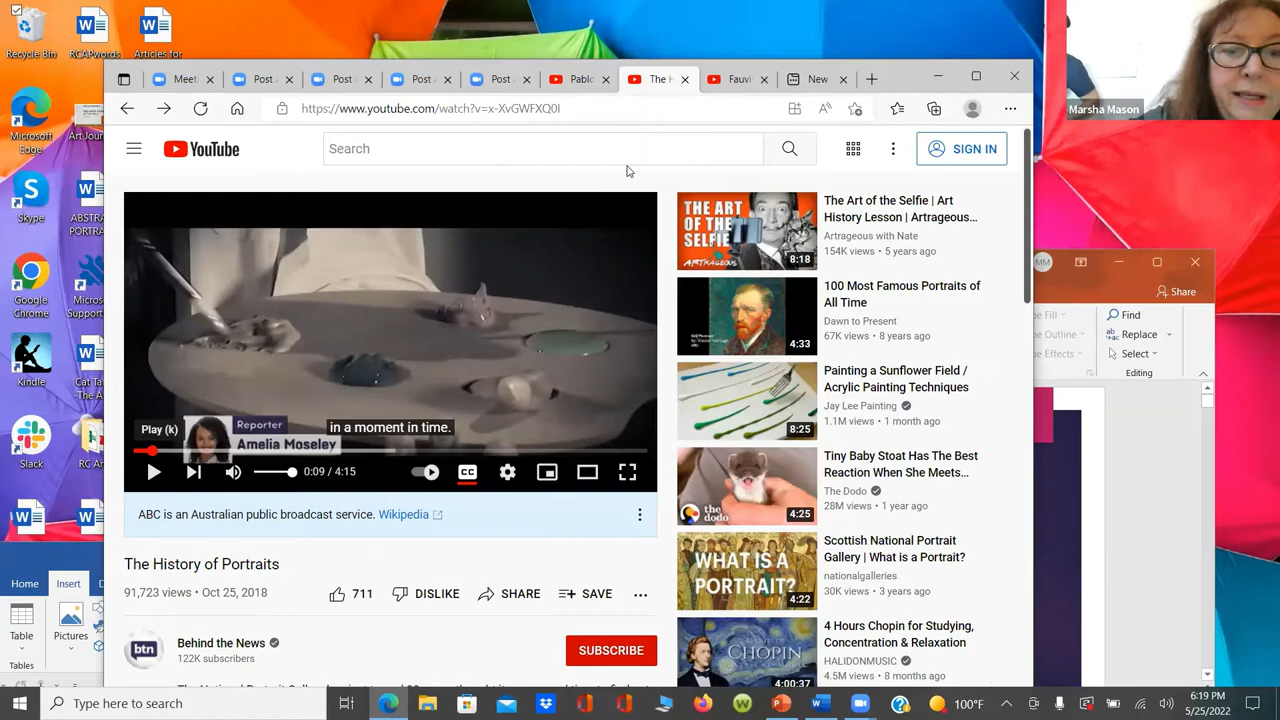 Recycle Bin
RCAPwords
Articles for
Microsoft Edge
Art Jour
Skype
ABSTRA
PORTRA
Google Chrome
Micros
Support
Kindle
Cat Ta
-The A
Slack
RC Ar
Home
Insert
Table
Pictures
Tables
Meeti
Post A
Post A
Post A
Post A
Pablo
The H
Fauvi
New
YouTube
Search
SIGN IN
in a moment in time.
Play (k)
Reporter
Amelia Moseley
0:09 / 4:15
CC
ABC is an Australian public broadcast service. Wikipedia
The History of Portraits
91,723 views • Oct 25, 2018
711
DISLIKE
SHARE
SAVE
btn
Behind the News
122K subscribers
SUBSCRIBE
THE ART
OF THE
SELFIE
ARTRAGEOUS
8:18
The Art of the Selfie | Art
History Lesson | Artrageous...
Artrageous with Nate
154K views • 5 years ago
4:33
100 Most Famous Portraits of
All Time
Dawn to Present
67K views • 8 years ago
8:25
Painting a Sunflower Field /
Acrylic Painting Techniques
Jay Lee Painting
1.1M views • 1 month ago
the
dodo
4:25
Tiny Baby Stoat Has The Best
Reaction When She Meets...
The Dodo
28M views • 1 year ago
WHAT IS A
PORTRAIT?
4:22
Scottish National Portrait
Gallery | What is a Portrait?
nationalgalleries
30K views • 3 years ago
CHOPIN
4:00:37
4 Hours Chopin for Studying,
Concentration & Relaxation
HALIDONMUSIC
4.5M views • 8 months ago
Marsha Mason
MM
Share
e Fill
Find
e Outline
Replace
e Effects
Select
Editing
Type here to search
100°F
6:19 PM
5/25/2022